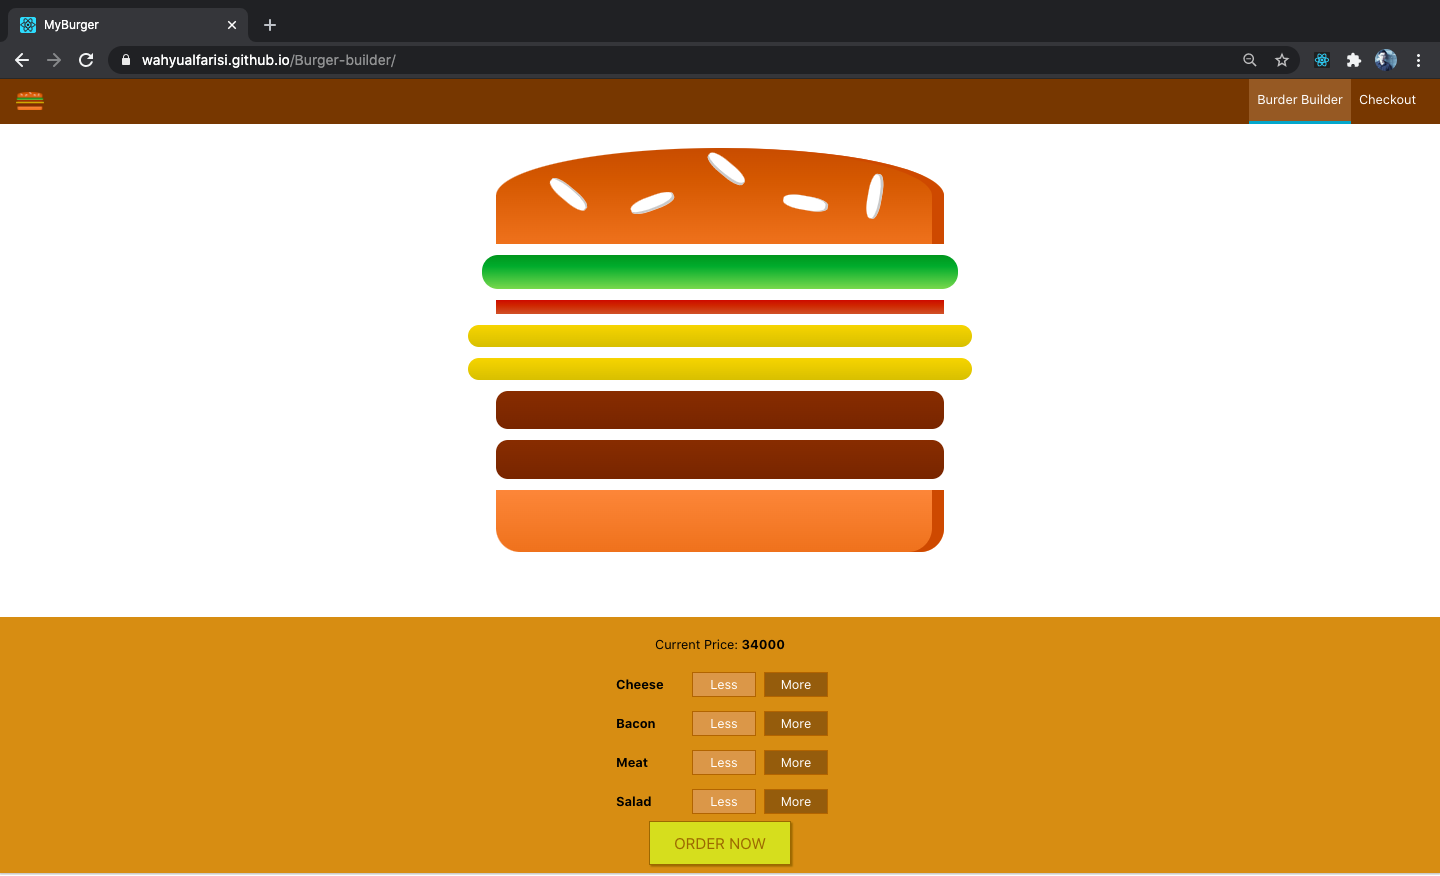 MyBurger
wahyualfarisi.github.io/Burger-builder/
Burder Builder Checkout
Current Price: 34000
Cheese Less More
Bacon Less More
Meat Less More
Salad Less More
ORDER NOW